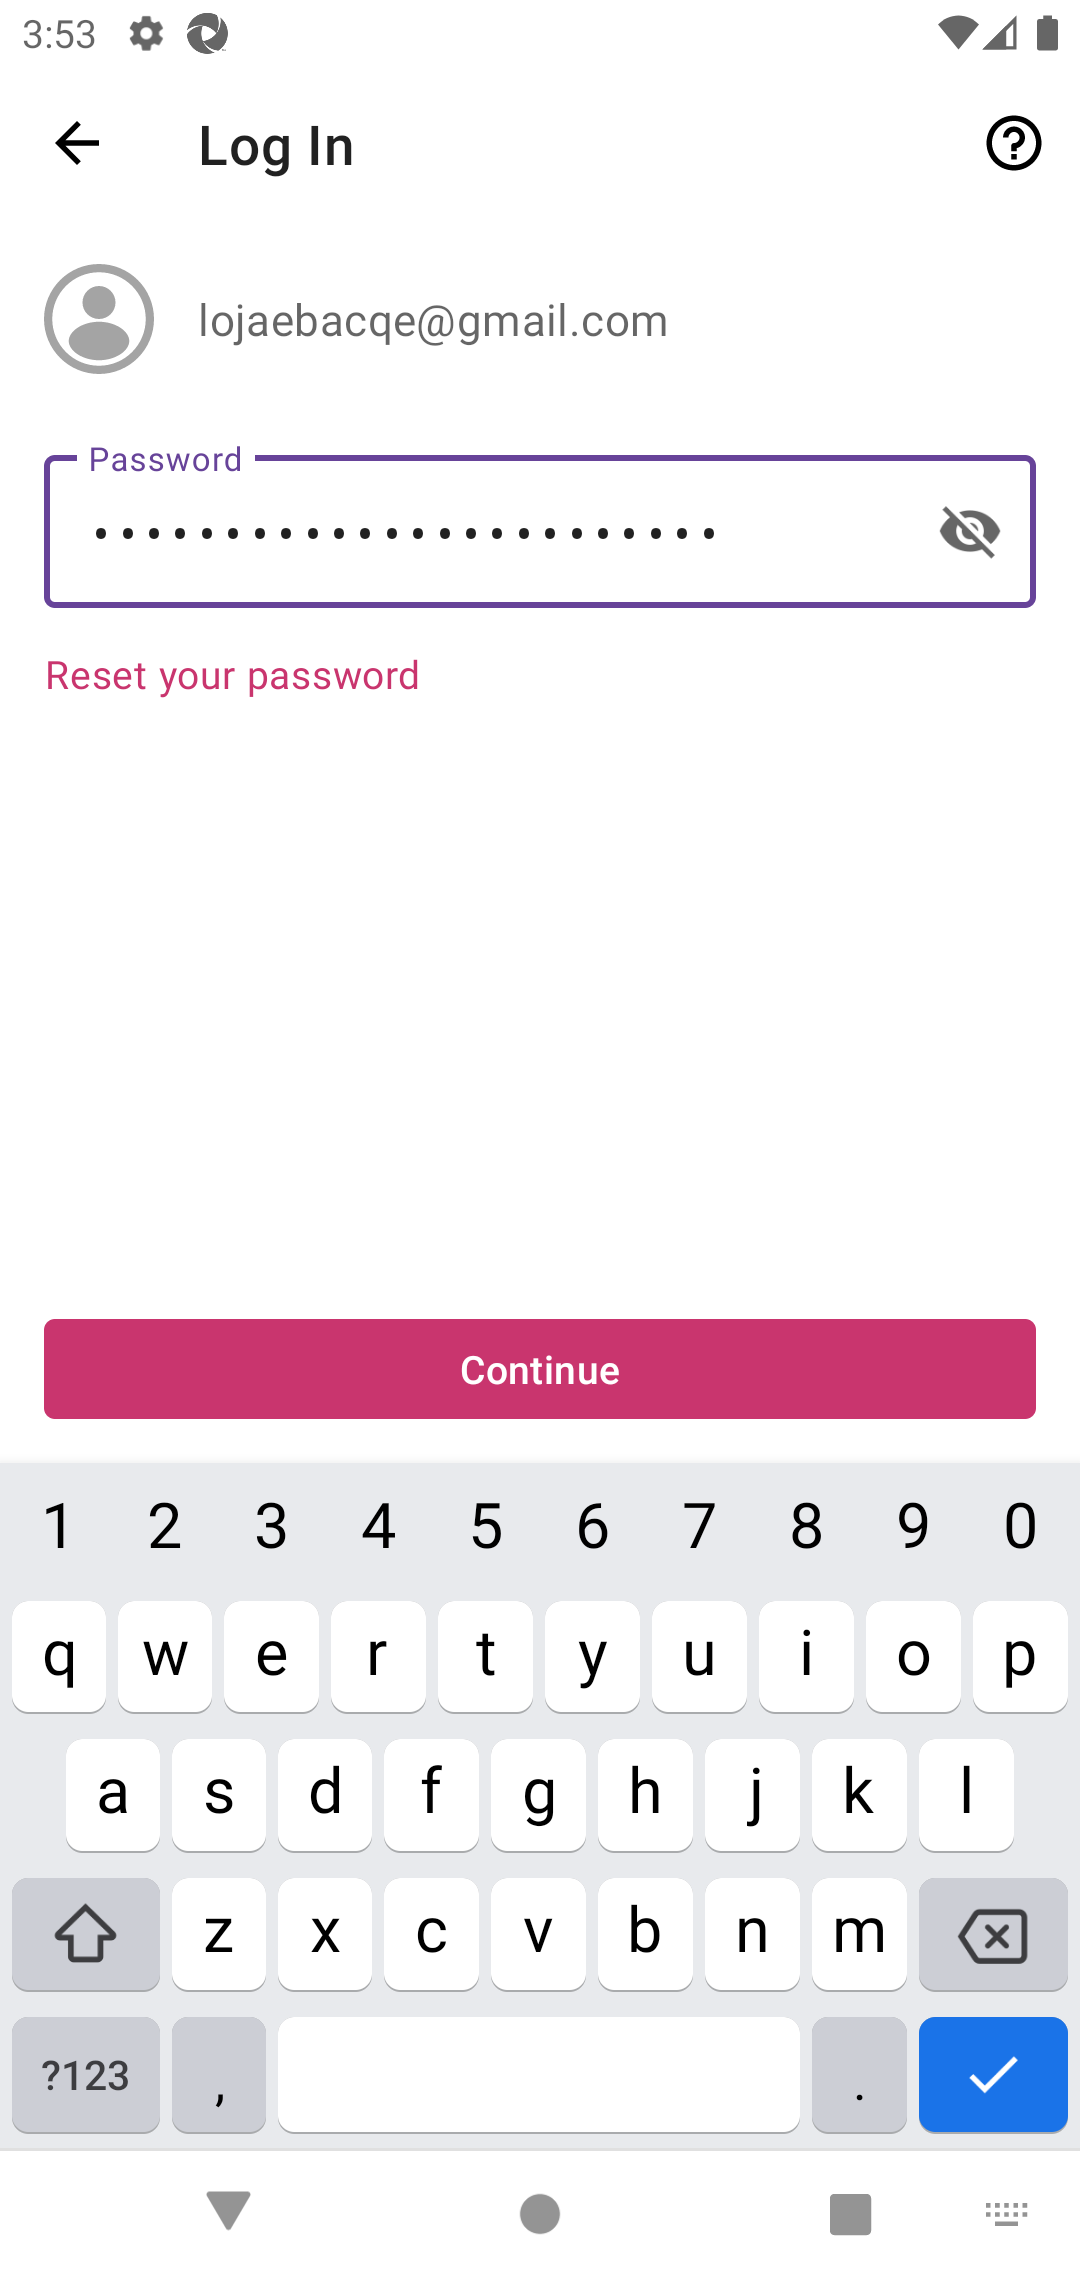 3:53
Log In
lojaebacqe@gmail.com
Password
••••••••••••••••••••••••
Reset your password
Continue
1 2 3 4 5 6 7 8 9 0
q w e r t y u i o p
a s d f g h j k l
z x c v b n m
?123 , .